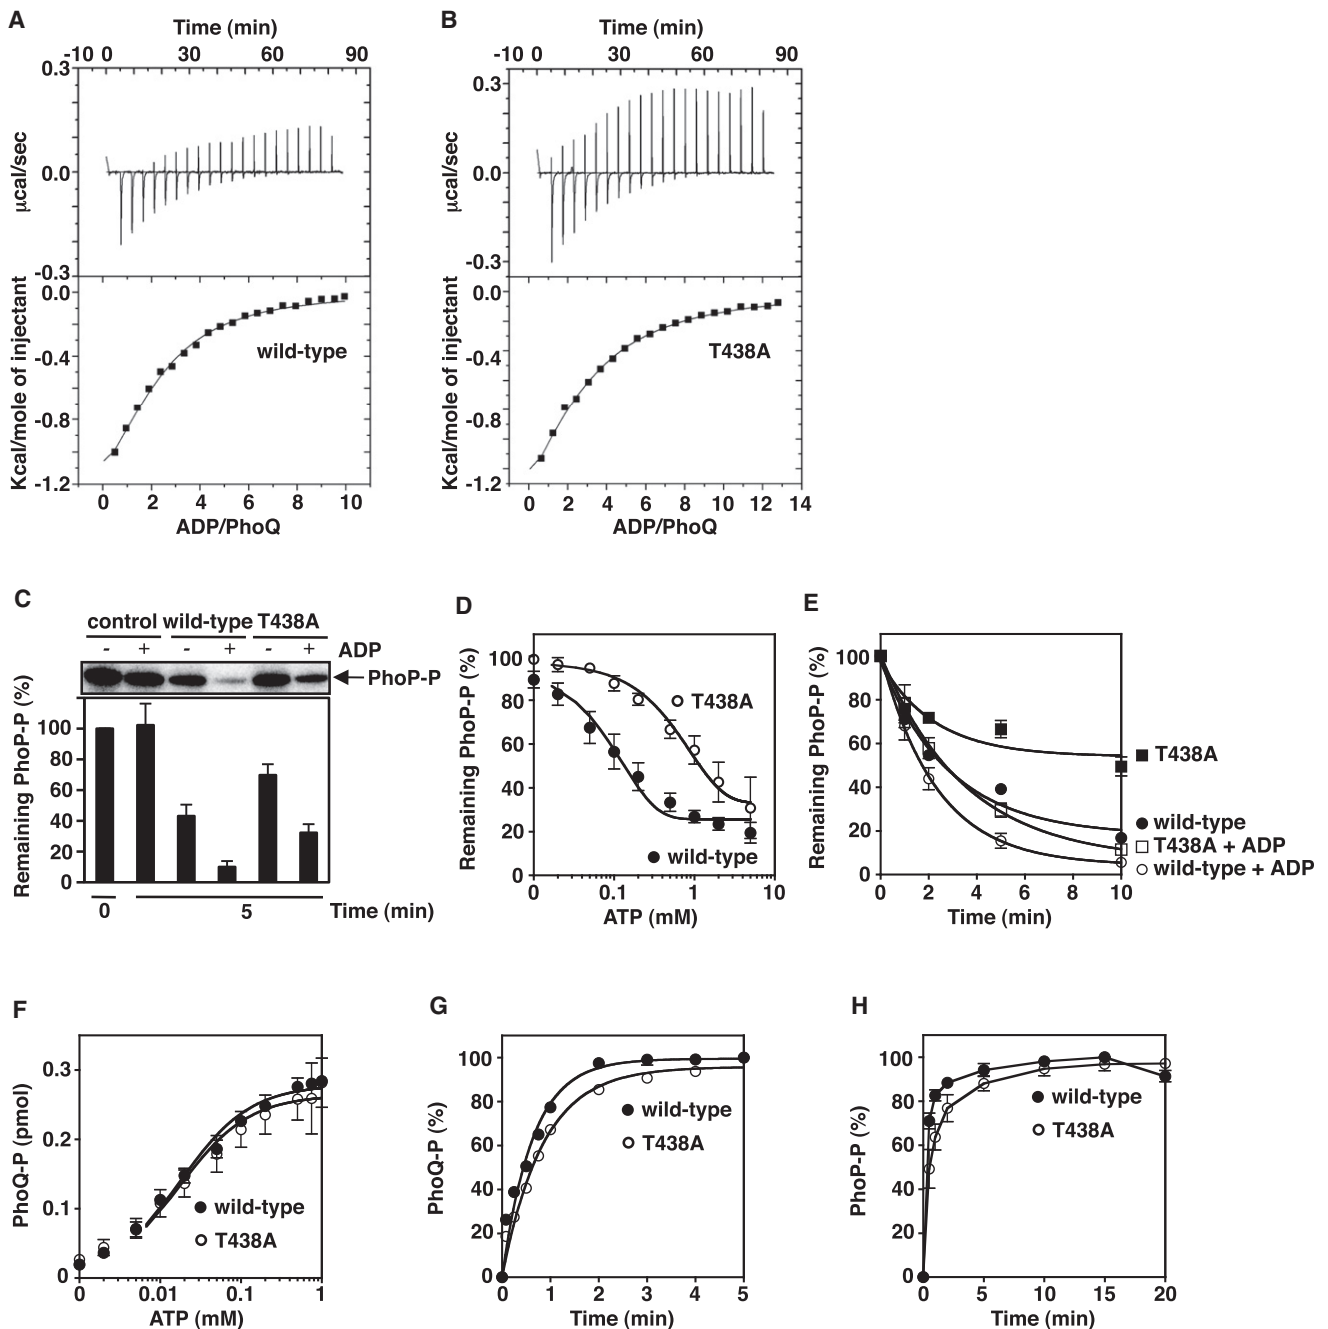 A
Time (min)
-10 0 30 60 90
0.3
0.0
-0.3
µcal/sec
0.0
-0.4
-0.8
-1.2
Kcal/mole of injectant
wild-type
0 2 4 6 8 10
ADP/PhoQ
B
Time (min)
-10 0 30 60 90
0.3
0.0
-0.3
µcal/sec
0.0
-0.4
-0.8
-1.2
Kcal/mole of injectant
T438A
0 2 4 6 8 10 12 14
ADP/PhoQ
C
control wild-type T438A
- + - + - + ADP
PhoP-P
Remaining PhoP-P (%)
100
80
60
40
20
0
0 5 Time (min)
D
Remaining PhoP-P (%)
100
80
60
40
20
0
T438A
wild-type
0 0.1 1 10
ATP (mM)
E
Remaining PhoP-P (%)
100
80
60
40
20
0
T438A
wild-type
T438A + ADP
wild-type + ADP
0 2 4 6 8 10
Time (min)
F
PhoQ-P (pmol)
0.3
0.2
0.1
0
wild-type
T438A
0 0.01 0.1 1
ATP (mM)
G
PhoQ-P (%)
100
80
60
40
20
0
wild-type
T438A
0 1 2 3 4 5
Time (min)
H
PhoP-P (%)
100
80
60
40
20
0
wild-type
T438A
0 5 10 15 20
Time (min)